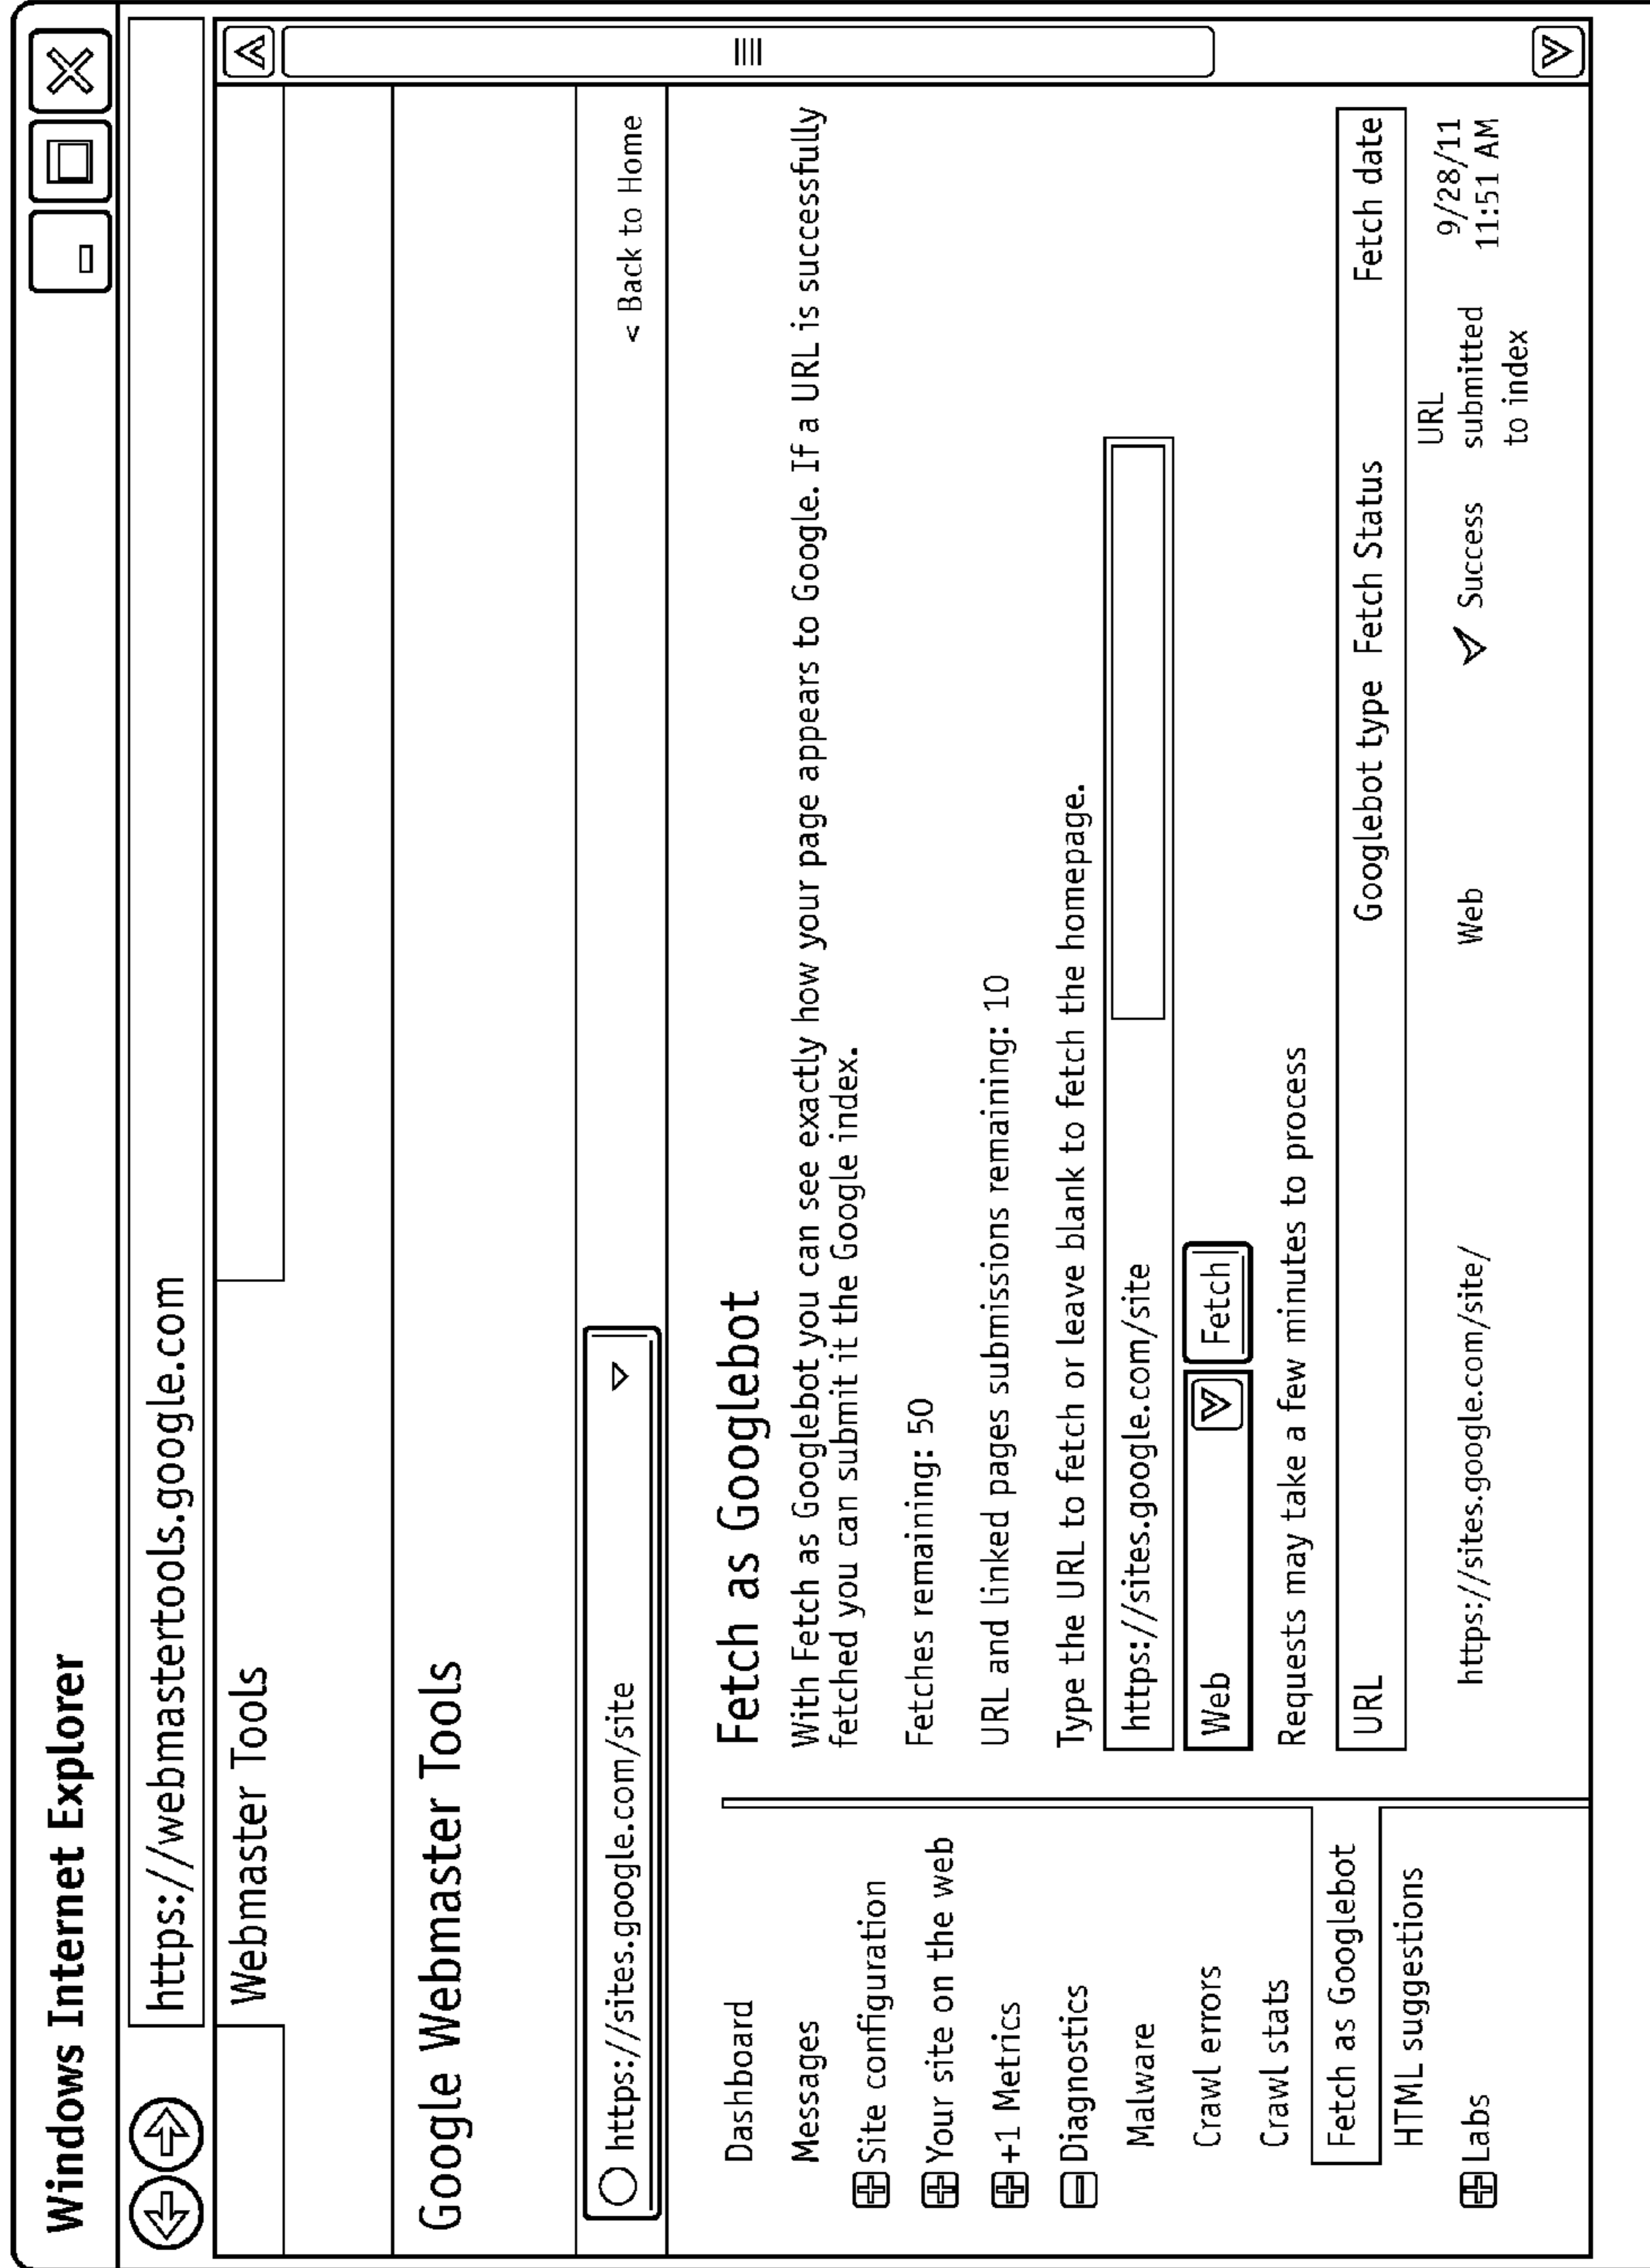 Windows Internet Explorer
https://webmastertools.google.com
Webmaster Tools
Google Webmaster Tools
https://sites.google.com/site
< Back to Home
Dashboard
Messages
Site configuration
Your site on the web
+1 Metrics
Diagnostics
Malware
Crawl errors
Crawl stats
Fetch as Googlebot
HTML suggestions
Labs
Fetch as Googlebot
With Fetch as Googlebot you can see exactly how your page appears to Google. If a URL is successfully
fetched you can submit it the Google index.
Fetches remaining: 50
URL and linked pages submissions remaining: 10
Type the URL to fetch or leave blank to fetch the homepage.
https://sites.google.com/site
Web
Fetch
Requests may take a few minutes to process
URL Googlebot type Fetch Status Fetch date
https://sites.google.com/site/ Web Success
URL
submitted
to index
9/28/11
11:51 AM